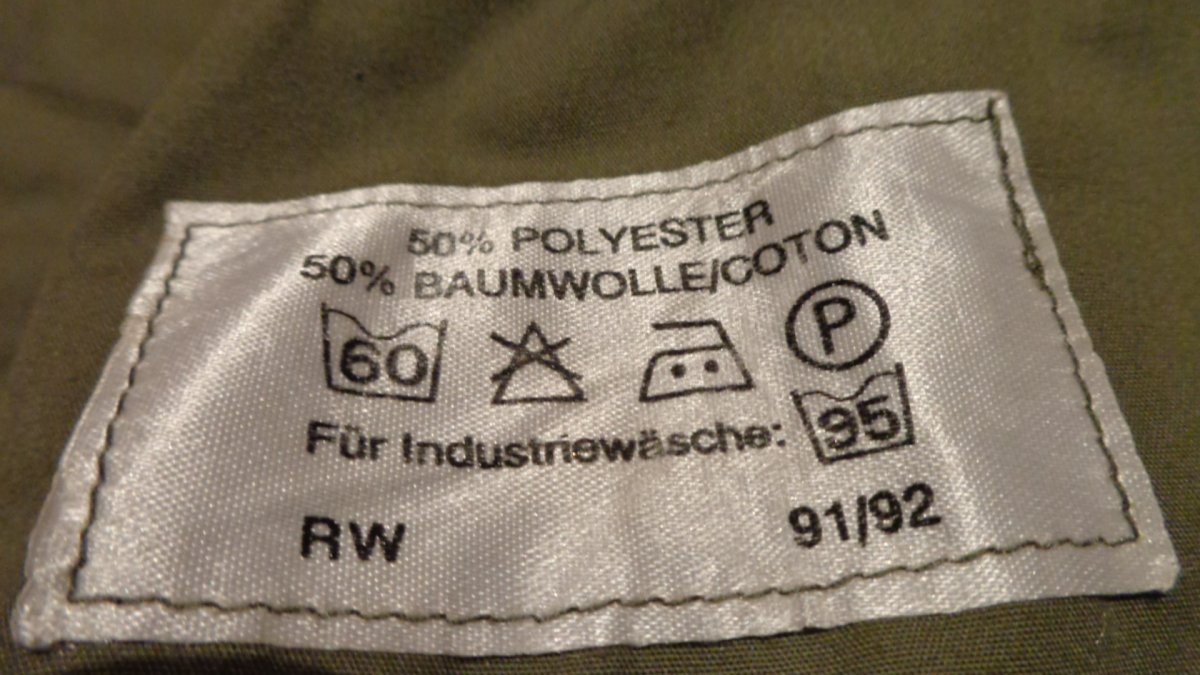 50% POLYESTER
50% BAUMWOLLE/COTON
60 P
Für Industriewäsche: 95
RW 91/92